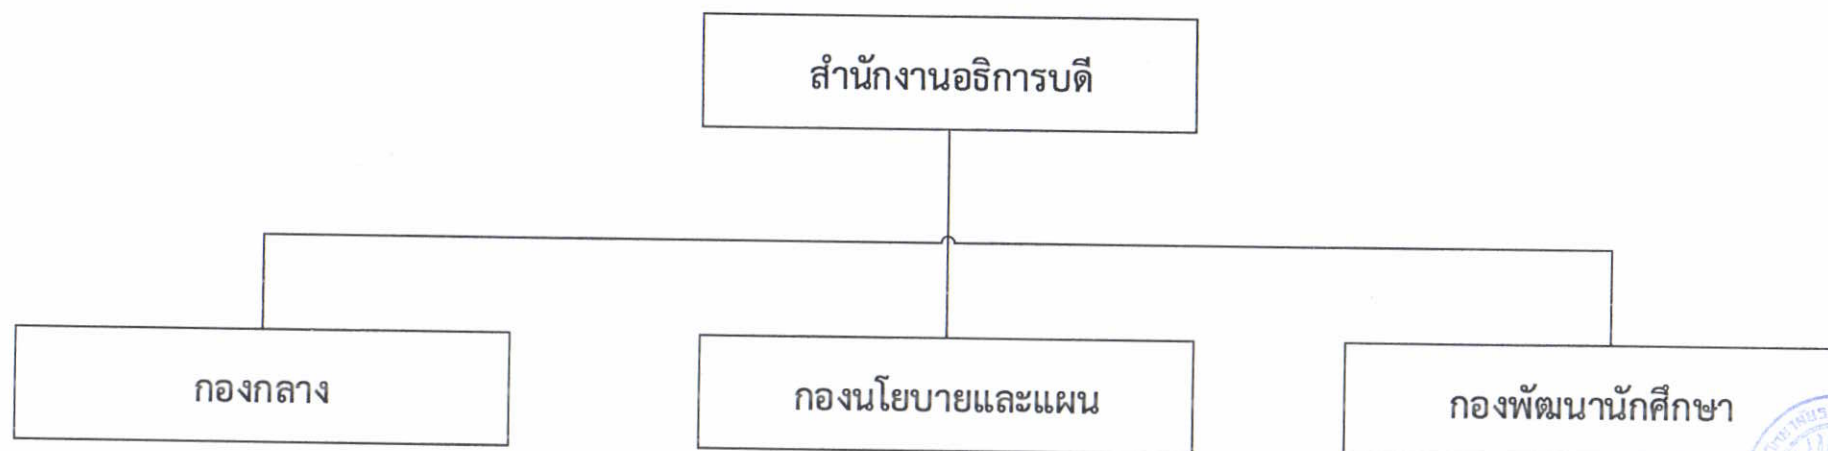 สำนักงานอธิการบดี
กองกลาง
กองนโยบายและแผน
กองพัฒนานักศึกษา